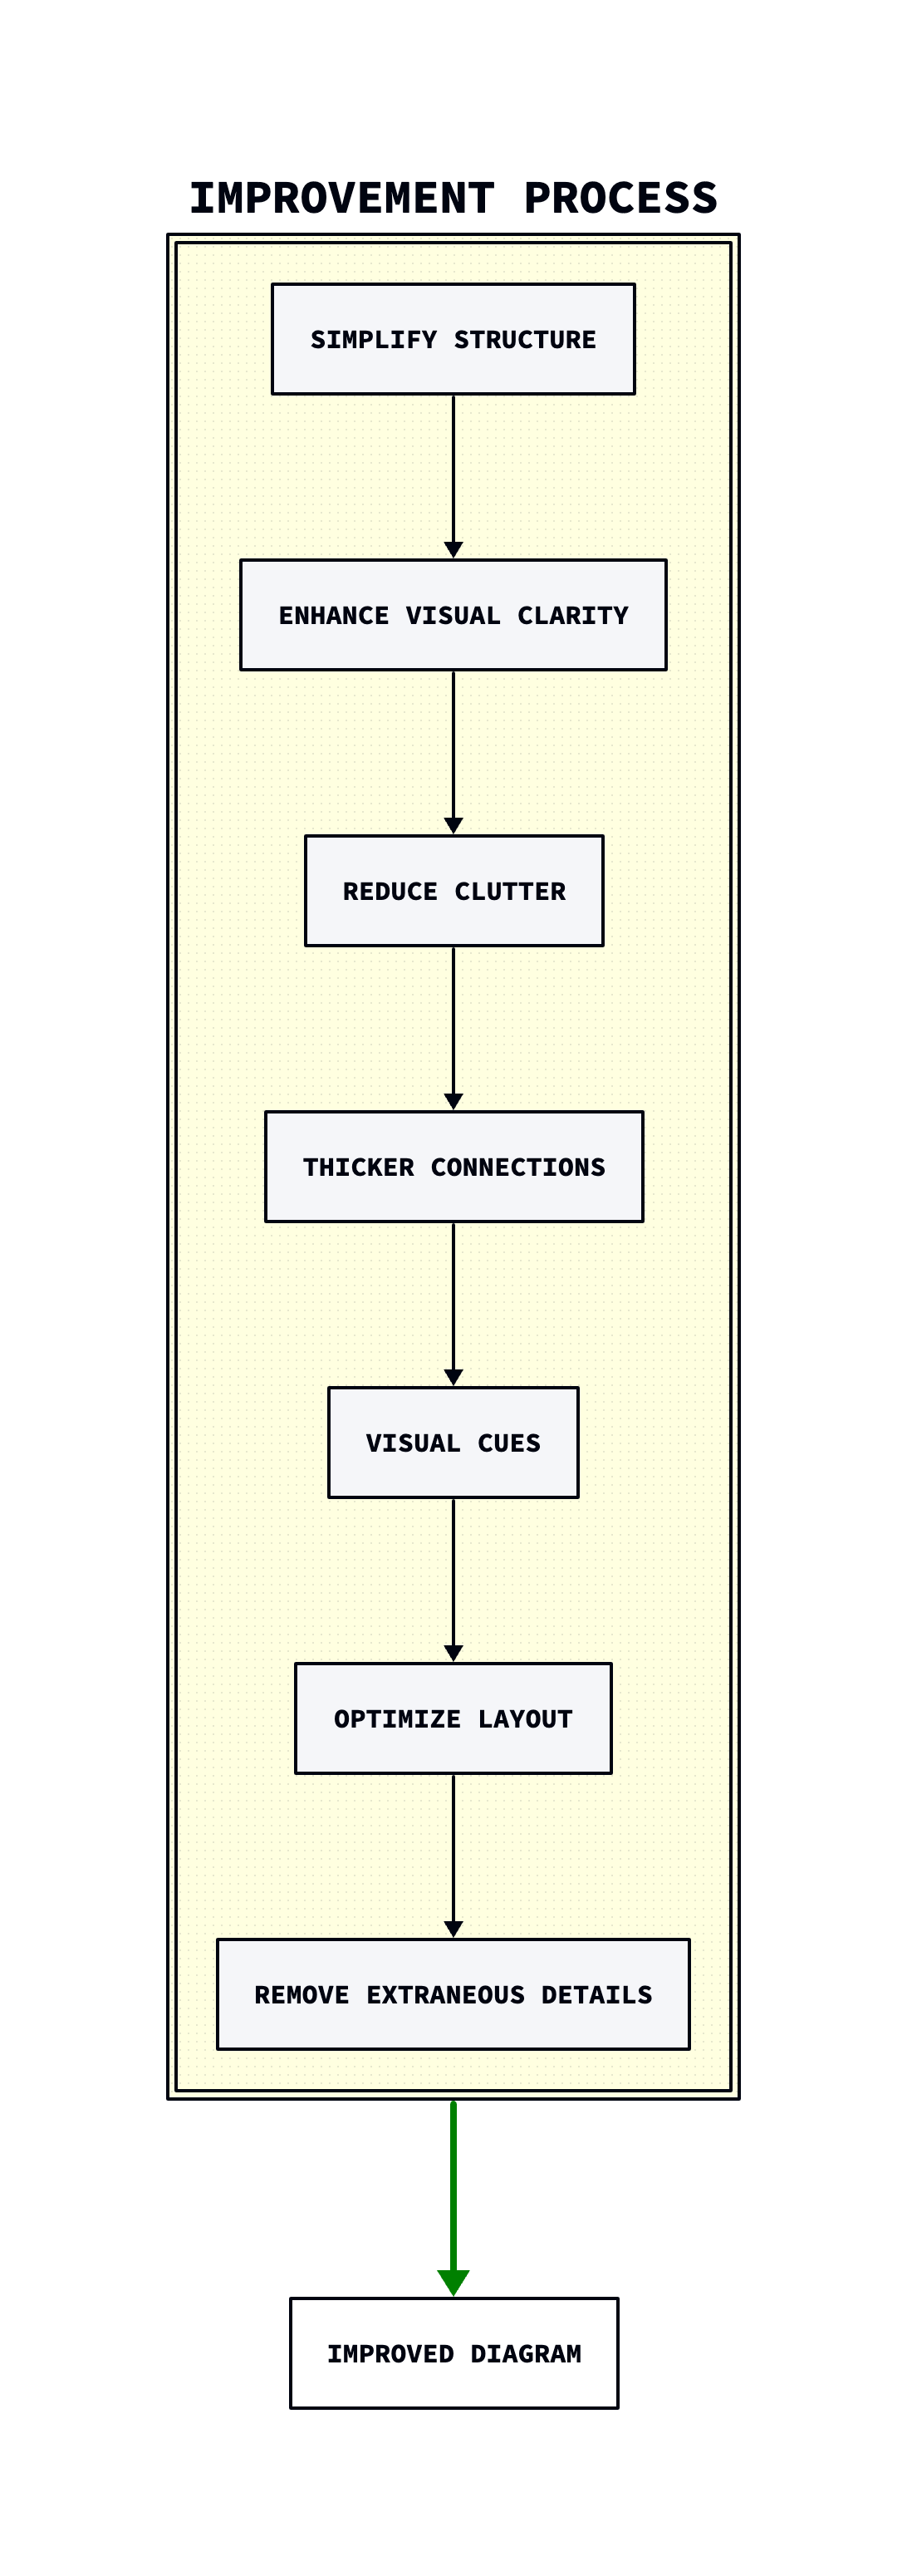 IMPROVEMENT PROCESS
SIMPLIFY STRUCTURE
ENHANCE VISUAL CLARITY
REDUCE CLUTTER
THICKER CONNECTIONS
VISUAL CUES
OPTIMIZE LAYOUT
REMOVE EXTRANEOUS DETAILS
IMPROVED DIAGRAM